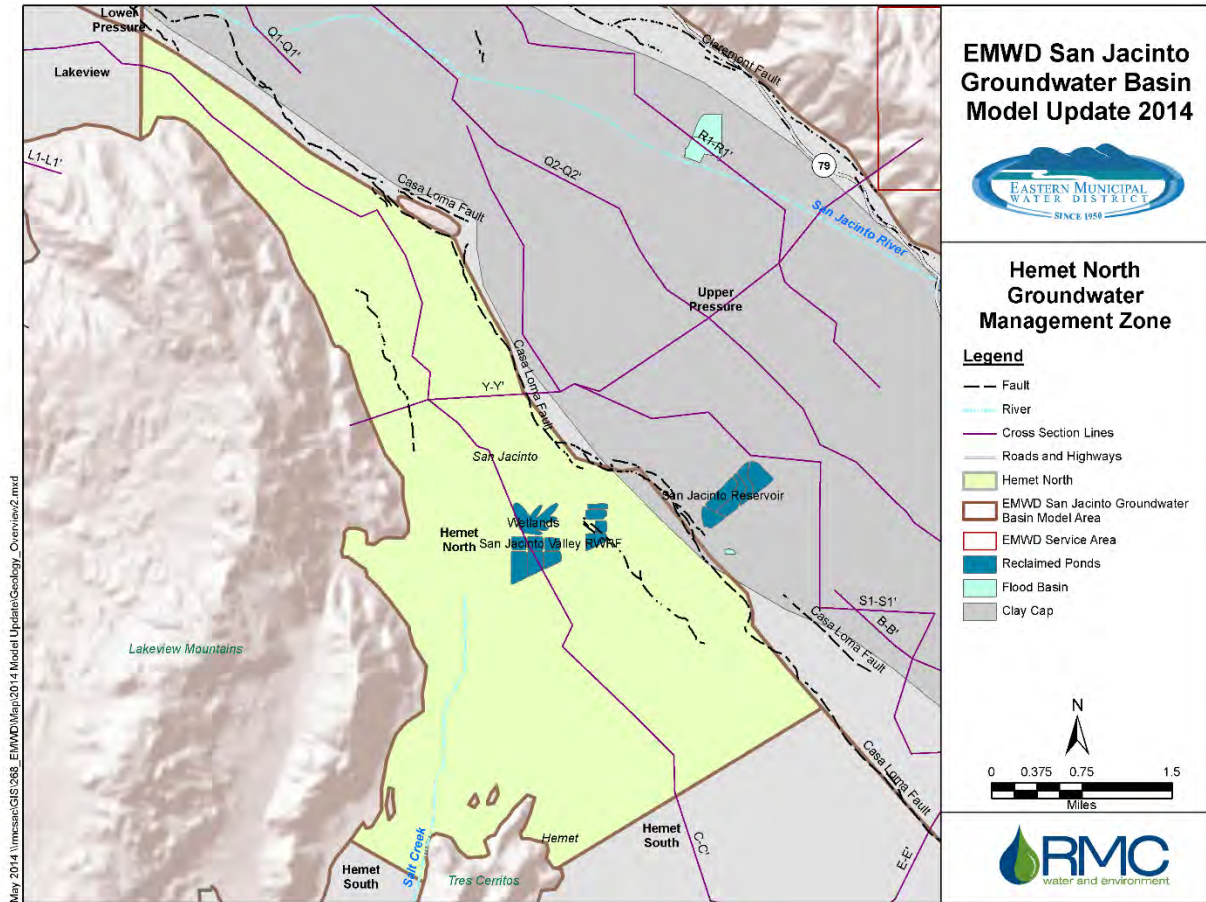 Lower
Pressure
Lakeview
Q1-Q1'
L1-L1'
Claremont Fault
R1-R1'
79
Q2-Q2'
Casa Loma Fault
San Jacinto River
Upper
Pressure
Casa Loma Fault
Y-Y'
San Jacinto
San Jacinto Reservoir
Wetlands
Hemet
North
San Jacinto Valley RWRF
S1-S1'
B-B'
Casa Loma Fault
Lakeview Mountains
Casa Loma Fault
Hemet
Hemet
South
C-C'
E-E'
Hemet
South
Salt Creek
Tres Cerritos
May 2014 \\rmcsac\GIS\268_EMWD\Map\2014 Model Update\Geology_Overview2.mxd
EMWD San Jacinto
Groundwater Basin
Model Update 2014
EASTERN MUNICIPAL
WATER DISTRICT
SINCE 1950
Hemet North
Groundwater
Management Zone
Legend
Fault
River
Cross Section Lines
Roads and Highways
Hemet North
EMWD San Jacinto Groundwater
Basin Model Area
EMWD Service Area
Reclaimed Ponds
Flood Basin
Clay Cap
N
0 0.375 0.75 1.5
Miles
RMC
water and environment